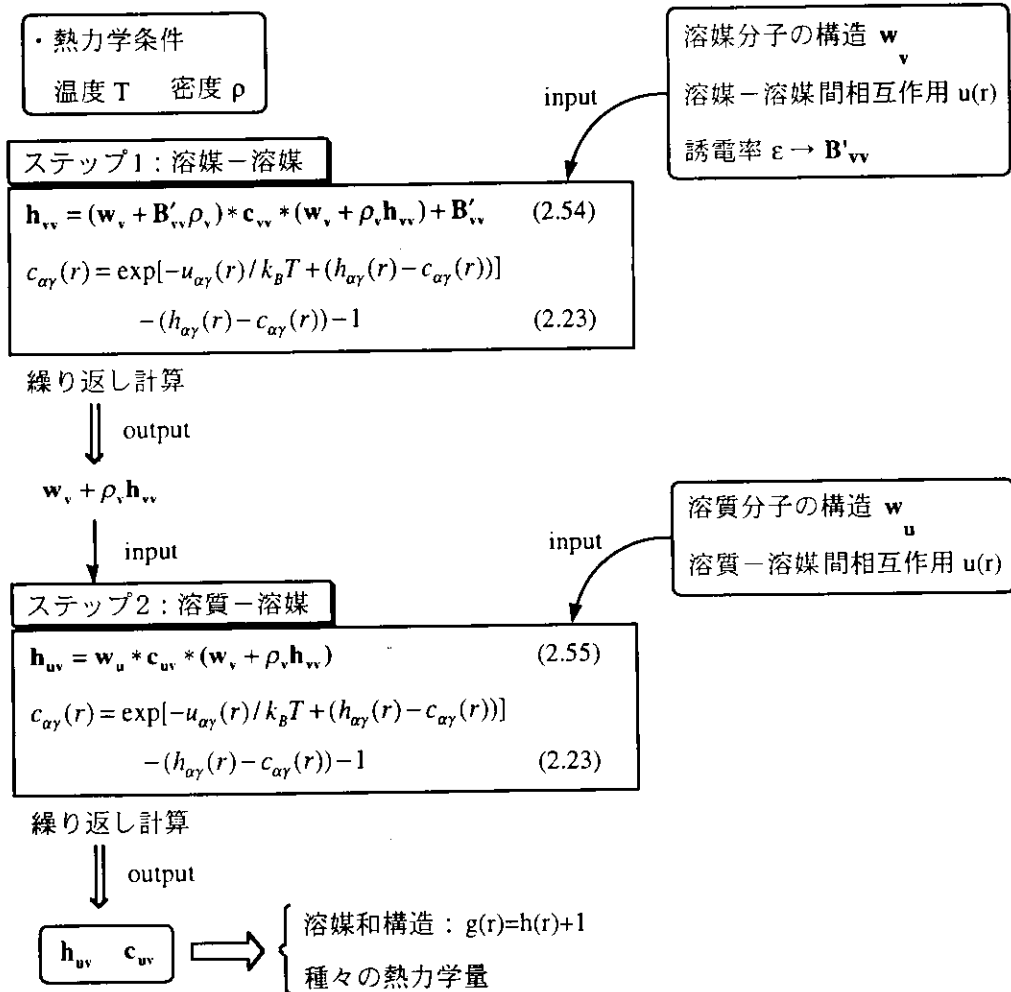 ・熱力学条件
温度 T 密度 ρ
溶媒分子の構造 w_v
溶媒－溶媒間相互作用 u(r)
誘電率 ε → B'_vv
input
ステップ1：溶媒－溶媒
h_vv = (w_v + B′_vv ρ_v) * c_vv * (w_v + ρ_v h_vv) + B′_vv (2.54)
c_αγ(r) = exp[−u_αγ(r) / k_B T + (h_αγ(r) − c_αγ(r))]
−(h_αγ(r) − c_αγ(r)) − 1 (2.23)
繰り返し計算
output
w_v + ρ_v h_vv
input
溶質分子の構造 w_u
溶質－溶媒間相互作用 u(r)
input
ステップ2：溶質－溶媒
h_uv = w_u * c_uv * (w_v + ρ_v h_vv) (2.55)
c_αγ(r) = exp[−u_αγ(r) / k_B T + (h_αγ(r) − c_αγ(r))]
−(h_αγ(r) − c_αγ(r)) − 1 (2.23)
繰り返し計算
output
h_uv c_uv
溶媒和構造：g(r)=h(r)+1
種々の熱力学量